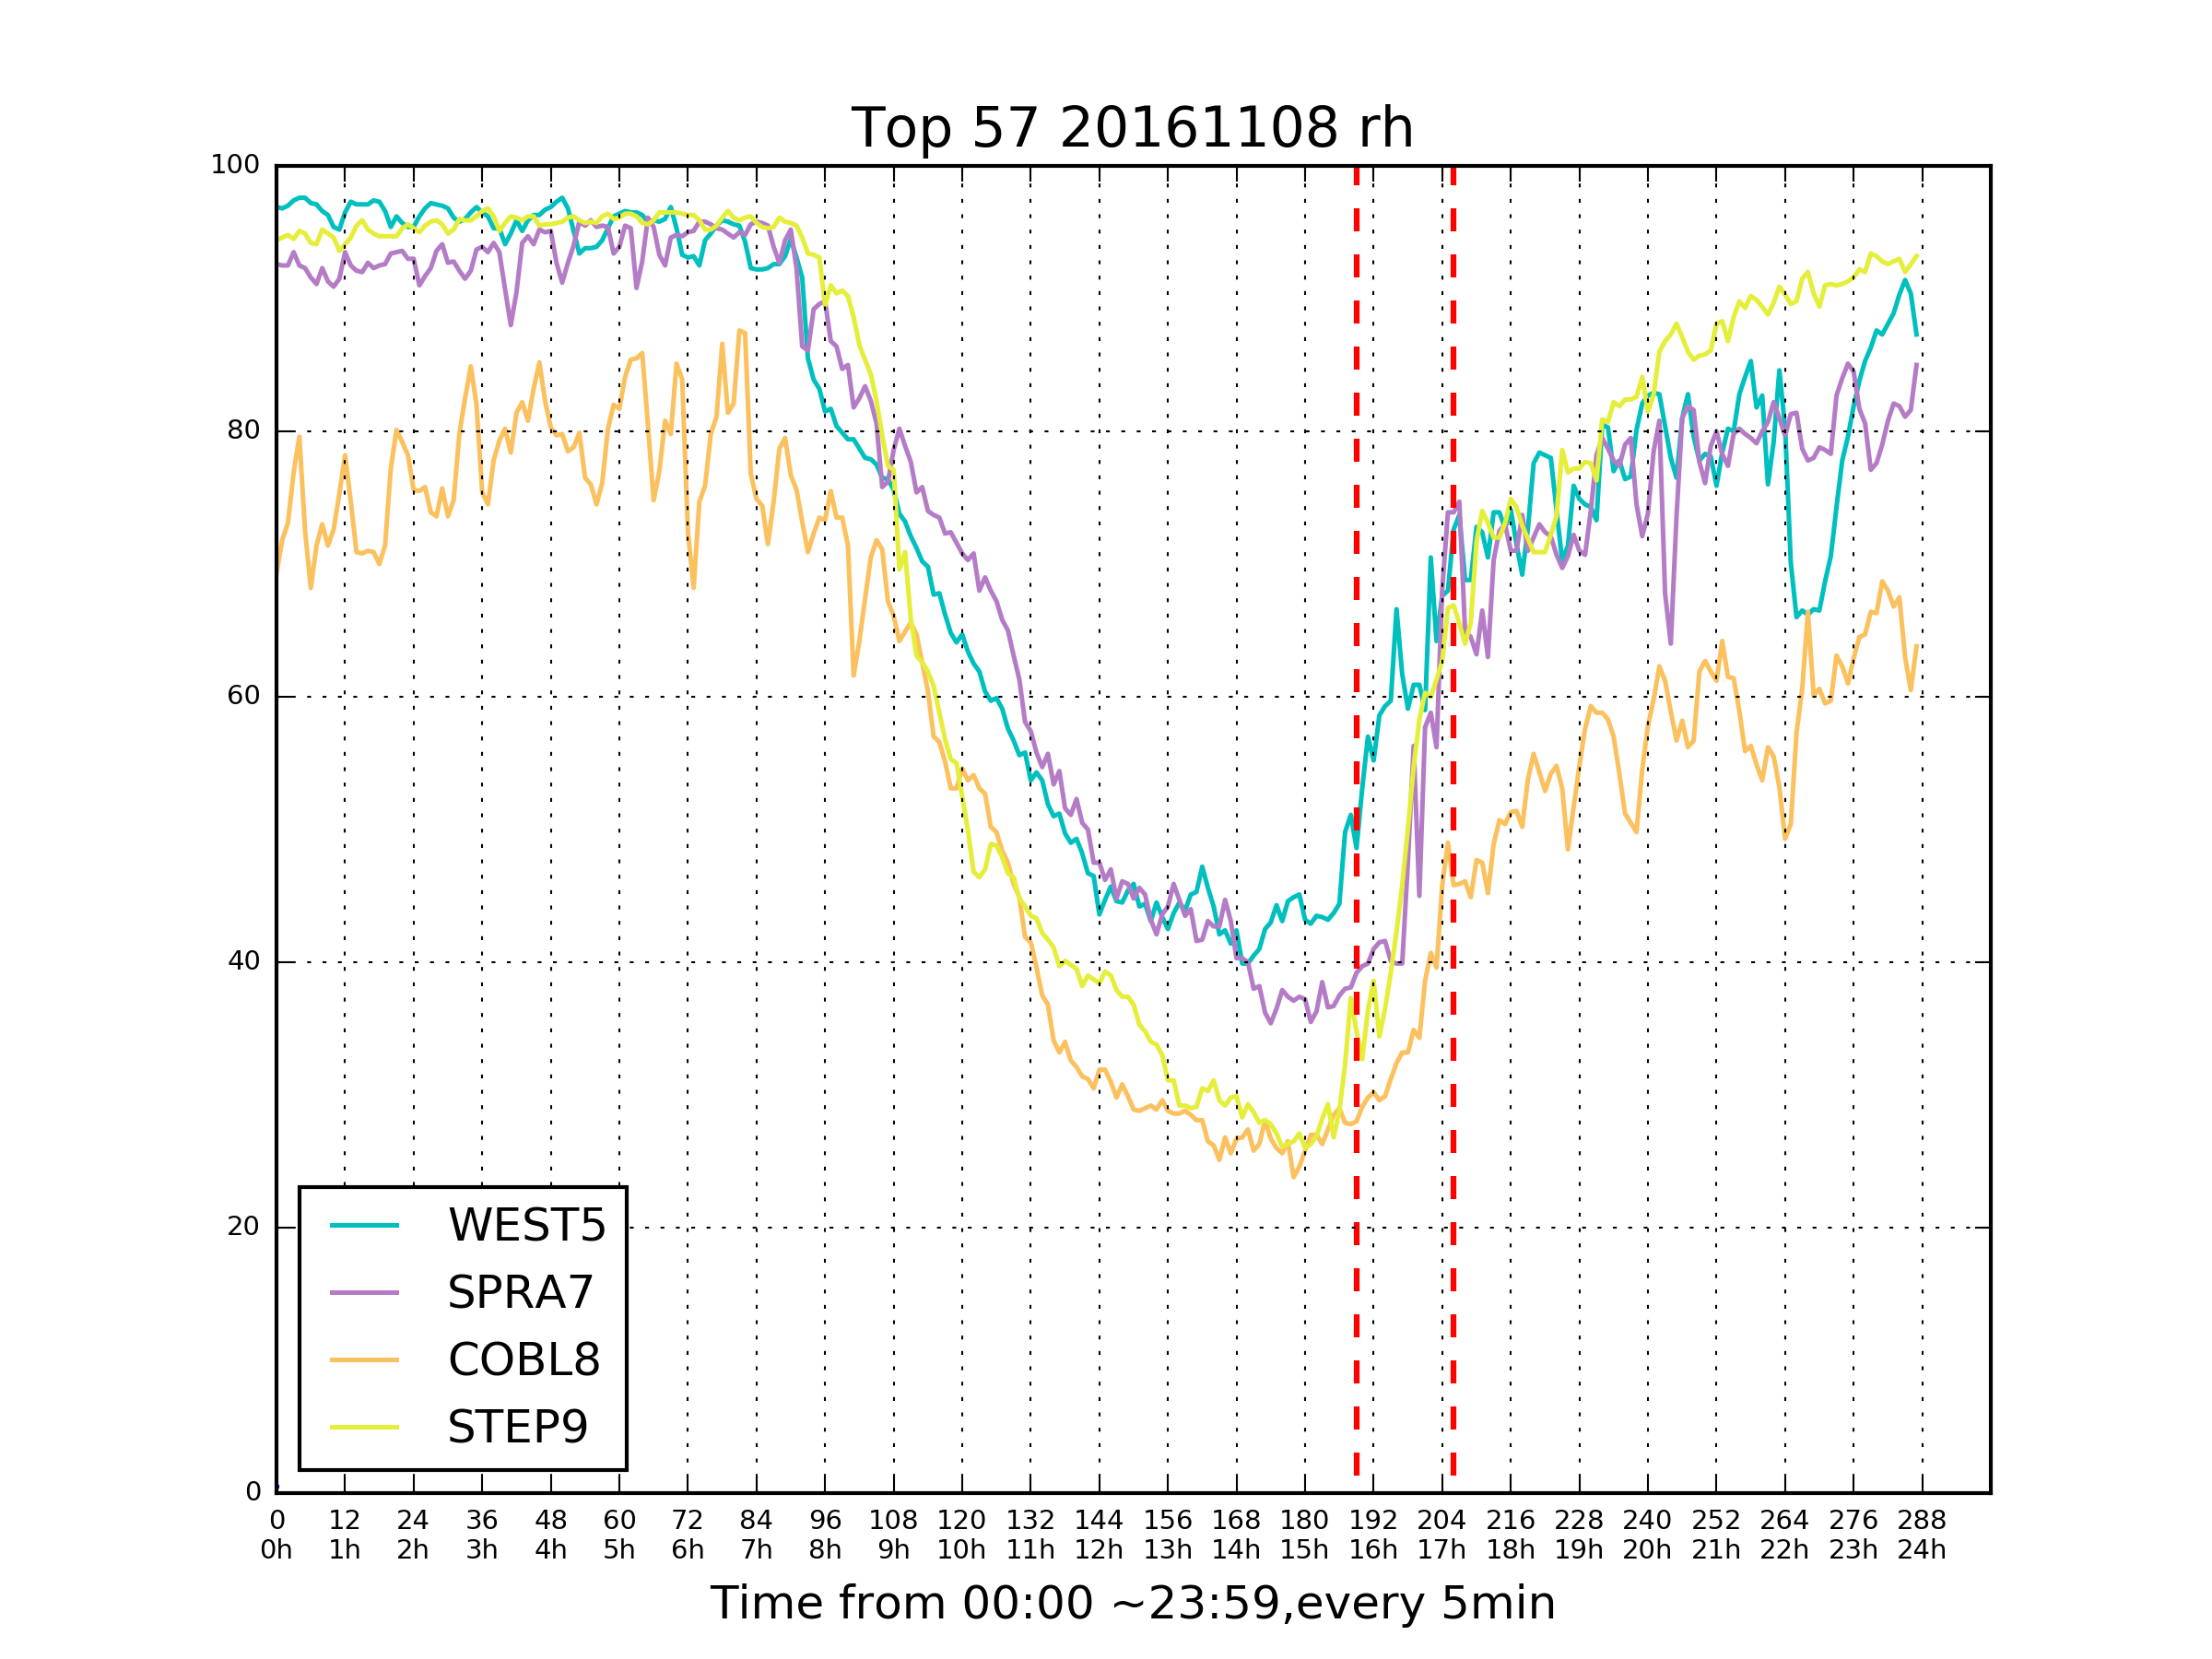 Top 57 20161108 rh
100
80
60
40
20
0
WEST5
SPRA7
COBL8
STEP9
0 12 24 36 48 60 72 84 96 108 120 132 144 156 168 180 192 204 216 228 240 252 264 276 288
0h 1h 2h 3h 4h 5h 6h 7h 8h 9h 10h 11h 12h 13h 14h 15h 16h 17h 18h 19h 20h 21h 22h 23h 24h
Time from 00:00 ~23:59,every 5min